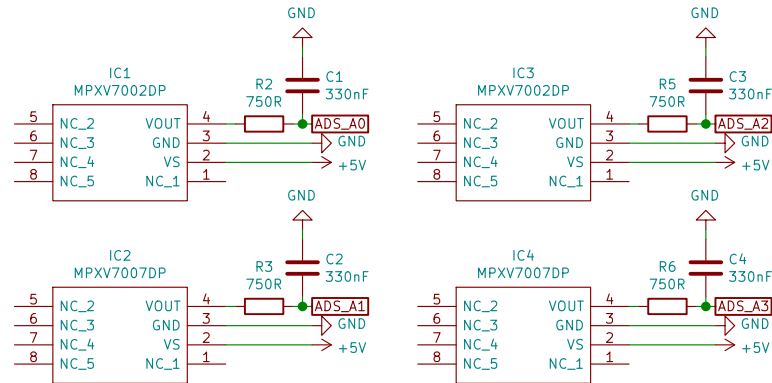 GND
IC1
MPXV7002DP
R2
750R
C1
330nF
5 NC_2 VOUT 4 ADS_A0
6 NC_3 GND 3 GND
7 NC_4 VS 2 +5V
8 NC_5 NC_1 1
GND
IC3
MPXV7002DP
R5
750R
C3
330nF
5 NC_2 VOUT 4 ADS_A2
6 NC_3 GND 3 GND
7 NC_4 VS 2 +5V
8 NC_5 NC_1 1
GND
IC2
MPXV7007DP
R3
750R
C2
330nF
5 NC_2 VOUT 4 ADS_A1
6 NC_3 GND 3 GND
7 NC_4 VS 2 +5V
8 NC_5 NC_1 1
GND
IC4
MPXV7007DP
R6
750R
C4
330nF
5 NC_2 VOUT 4 ADS_A3
6 NC_3 GND 3 GND
7 NC_4 VS 2 +5V
8 NC_5 NC_1 1